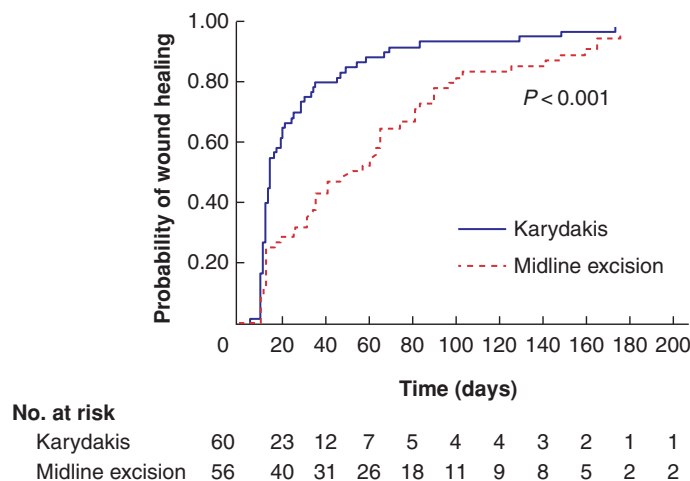 1.00
0.80
0.60
0.40
0.20
Probability of wound healing
P < 0.001
Karydakis
Midline excision
0 20 40 60 80 100 120 140 160 180 200
Time (days)
No. at risk
Karydakis 60 23 12 7 5 4 4 3 2 1 1
Midline excision 56 40 31 26 18 11 9 8 5 2 2